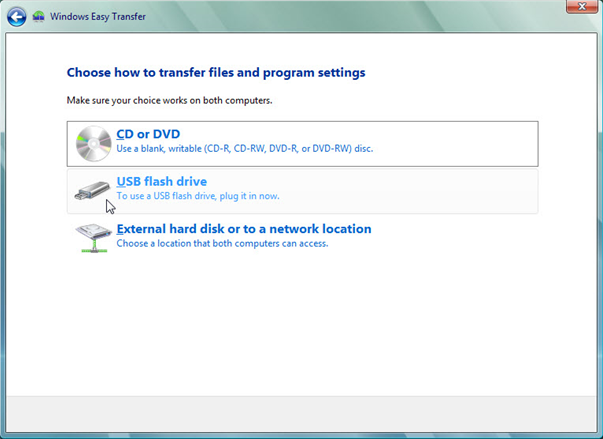 Windows Easy Transfer
Choose how to transfer files and program settings
Make sure your choice works on both computers.
CD or DVD
Use a blank, writable (CD-R, CD-RW, DVD-R, or DVD-RW) disc.
USB flash drive
To use a USB flash drive, plug it in now.
External hard disk or to a network location
Choose a location that both computers can access.